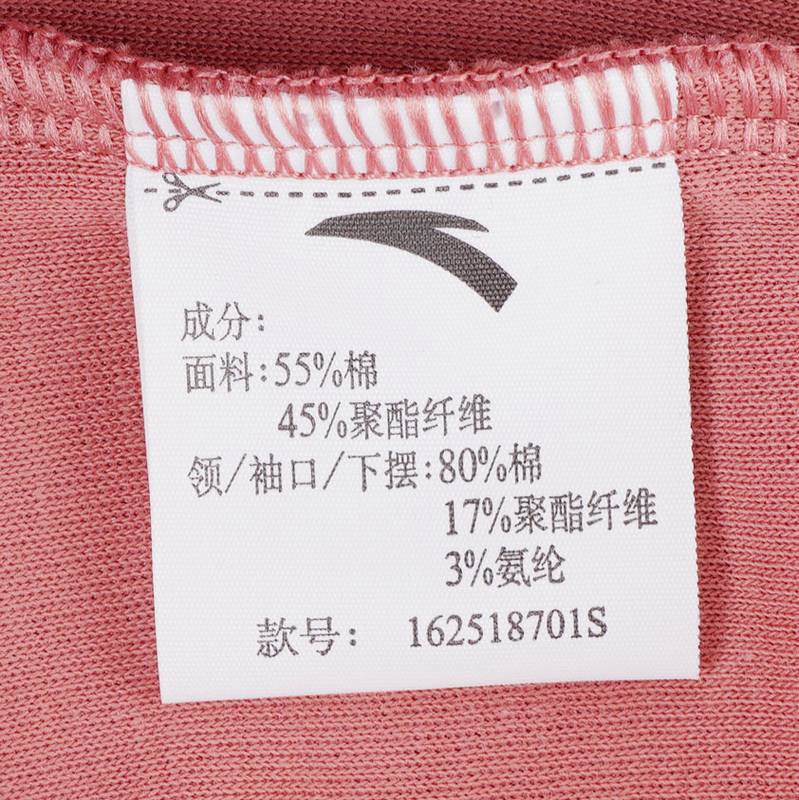 成分:
面料:55%棉
45%聚酯纤维
领/袖口/下摆:80%棉
17%聚酯纤维
3%氨纶
款号: 162518701S